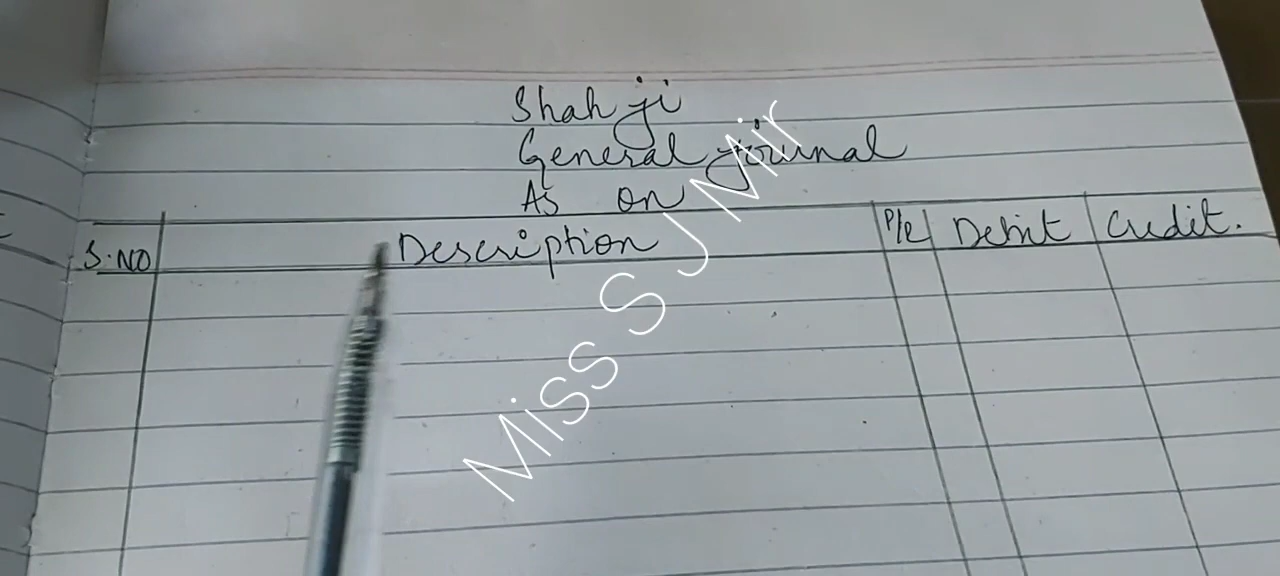 Shah ji
General journal
As on
S.NO Description P/R Debit Credit.
Miss S J Mir